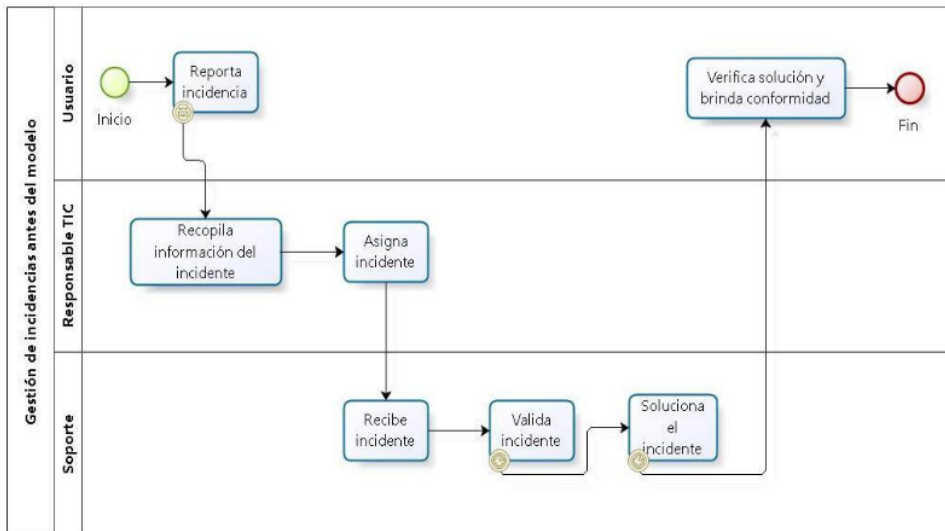 Gestión de incidencias antes del modelo
Usuario
Inicio
Reporta
incidencia
Verifica solución y
brinda conformidad
Fin
Responsable TIC
Recopila
información del
incidente
Asigna
incidente
Soporte
Recibe
incidente
Valida
incidente
Soluciona
el
incidente